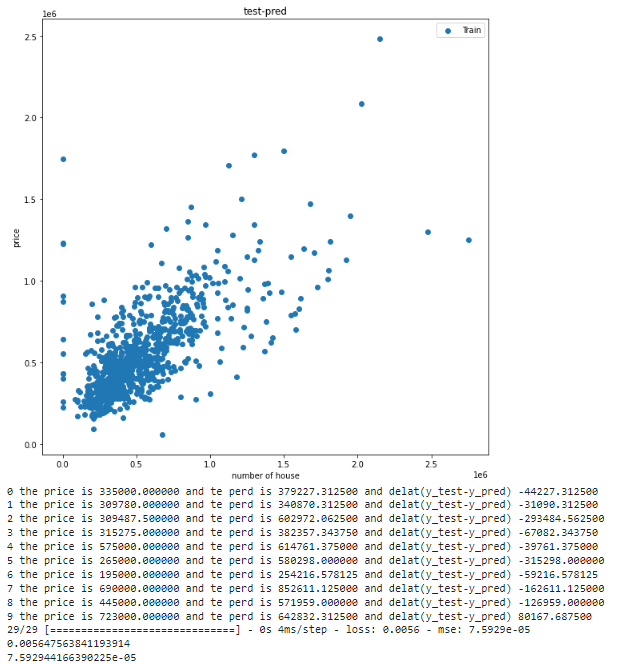 test-pred
1e6
Train
2.5
2.0
1.5
1.0
0.5
0.0
price
0.0 0.5 1.0 1.5 2.0 2.5
number of house
1e6
0 the price is 335000.000000 and te perd is 379227.312500 and delat(y_test-y_pred) -44227.312500
1 the price is 309780.000000 and te perd is 340870.312500 and delat(y_test-y_pred) -31090.312500
2 the price is 309487.500000 and te perd is 602972.062500 and delat(y_test-y_pred) -293484.562500
3 the price is 315275.000000 and te perd is 382357.343750 and delat(y_test-y_pred) -67082.343750
4 the price is 575000.000000 and te perd is 614761.375000 and delat(y_test-y_pred) -39761.375000
5 the price is 265000.000000 and te perd is 580298.000000 and delat(y_test-y_pred) -315298.000000
6 the price is 195000.000000 and te perd is 254216.578125 and delat(y_test-y_pred) -59216.578125
7 the price is 690000.000000 and te perd is 852611.125000 and delat(y_test-y_pred) -162611.125000
8 the price is 445000.000000 and te perd is 571959.000000 and delat(y_test-y_pred) -126959.000000
9 the price is 723000.000000 and te perd is 642832.312500 and delat(y_test-y_pred) 80167.687500
29/29 [==============================] - 0s 4ms/step - loss: 0.0056 - mse: 7.5929e-05
0.005647563841193914
7.592944166390225e-05